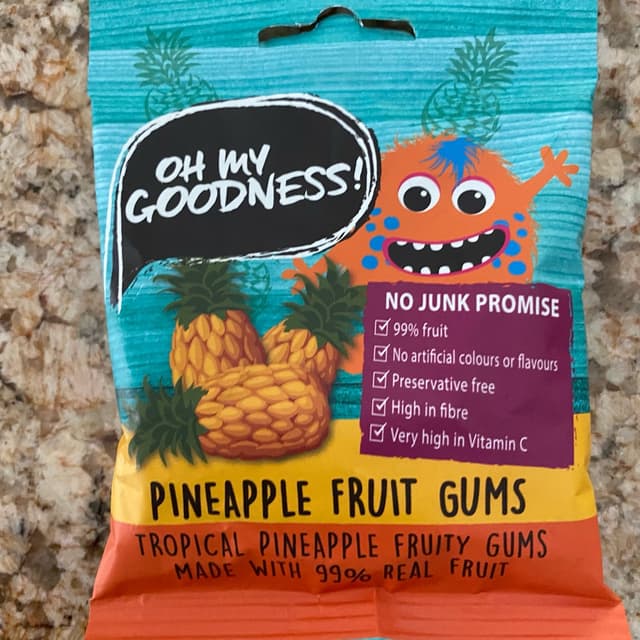 OH MY
GOODNESS!
NO JUNK PROMISE
99% fruit
No artificial colours or flavours
Preservative free
High in fibre
Very high in Vitamin C
PINEAPPLE FRUIT GUMS
TROPICAL PINEAPPLE FRUITY GUMS
MADE WITH 99% REAL FRUIT